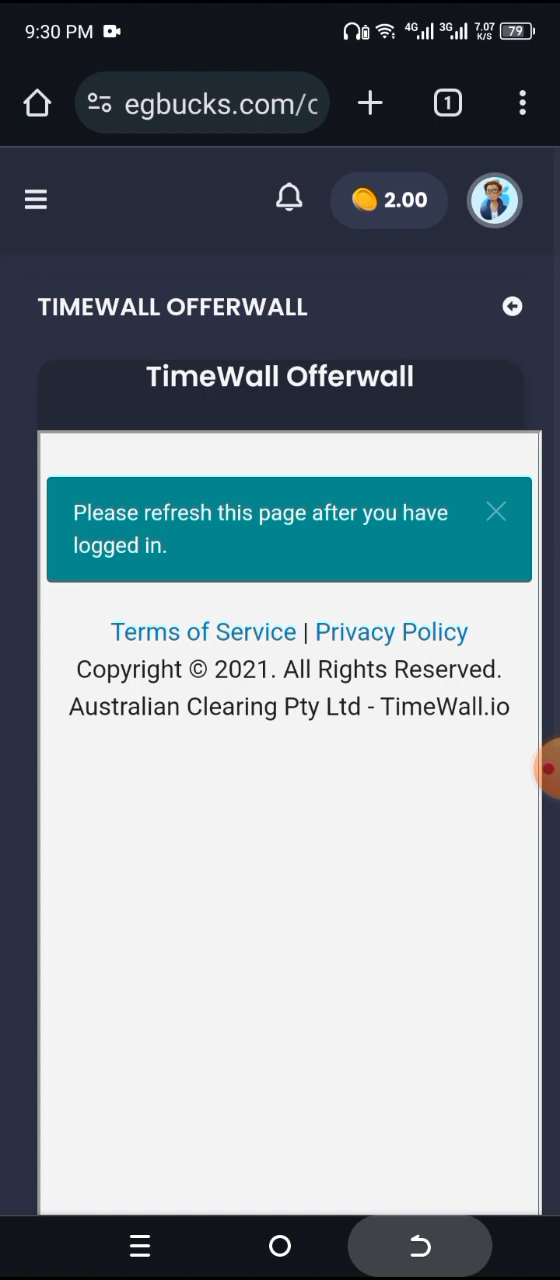 9:30 PM
4G 3G 7.07 K/S 79
egbucks.com/c
1
2.00
TIMEWALL OFFERWALL
TimeWall Offerwall
Please refresh this page after you have
logged in.
Terms of Service | Privacy Policy
Copyright © 2021. All Rights Reserved.
Australian Clearing Pty Ltd - TimeWall.io